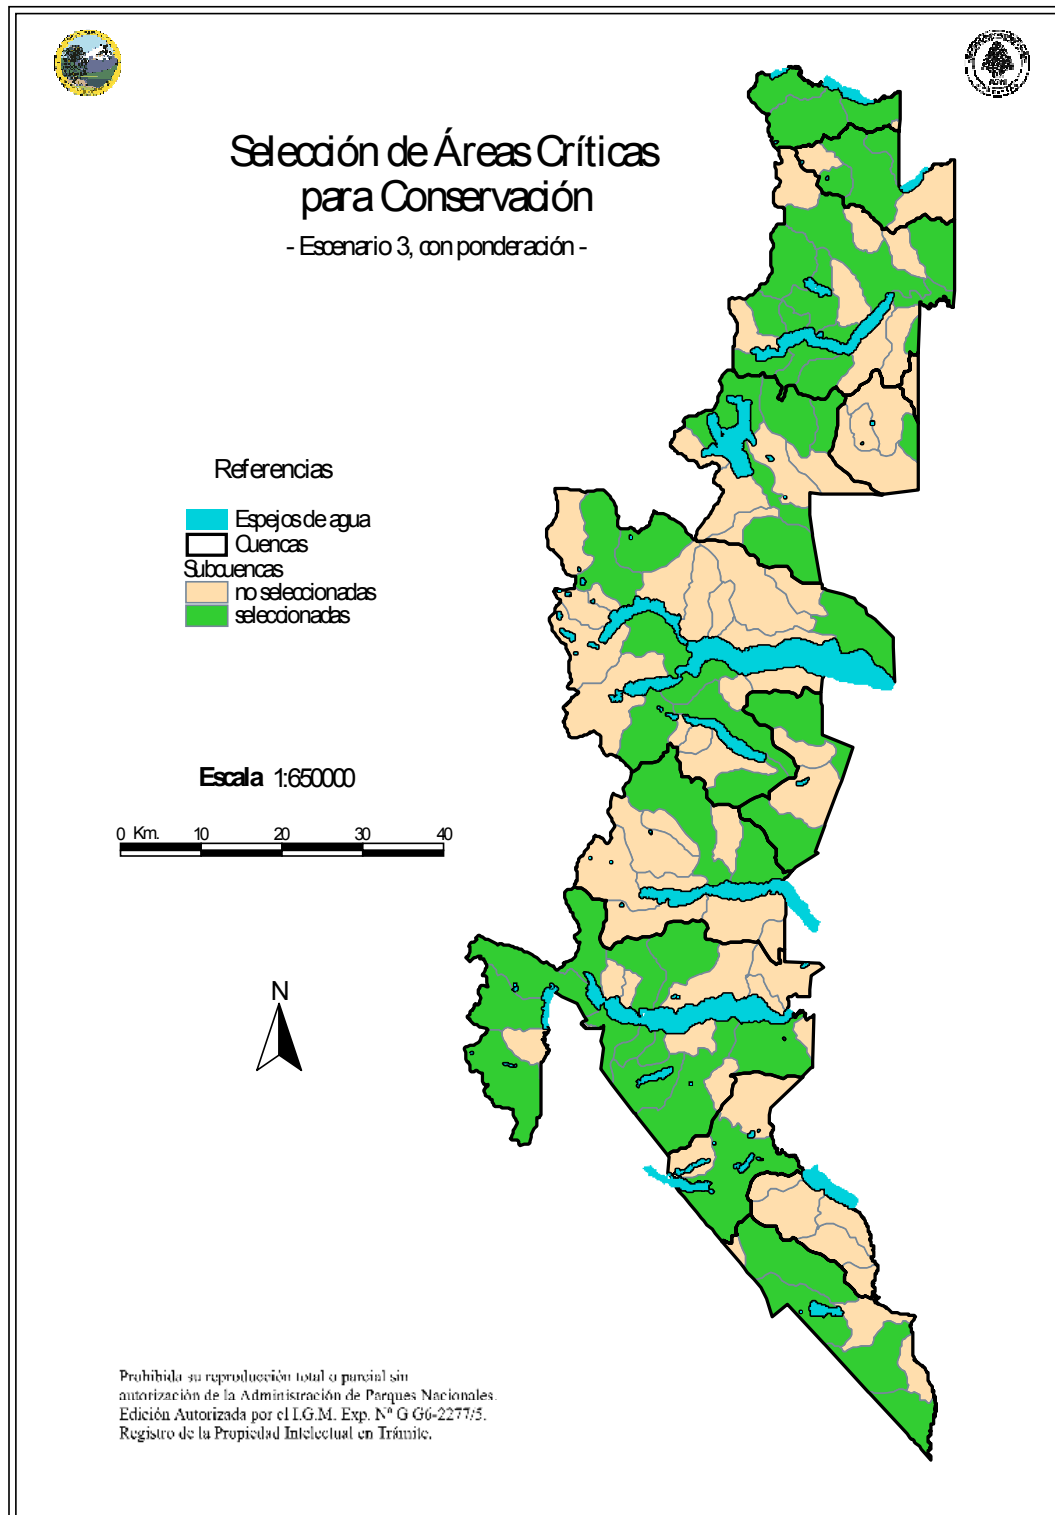 Selección de Áreas Críticas
para Conservación
- Escenario 3, con ponderación -
Referencias
Espejos de agua
Cuencas
Subcuencas
no seleccionadas
seleccionadas
Escala 1:650000
0 Km. 10 20 30 40
N
Prohibida su reproducción total o parcial sin
autorización de la Administración de Parques Nacionales.
Edición Autorizada por el I.G.M. Exp. Nº G G6-2277/5.
Registro de la Propiedad Intelectual en Trámite.